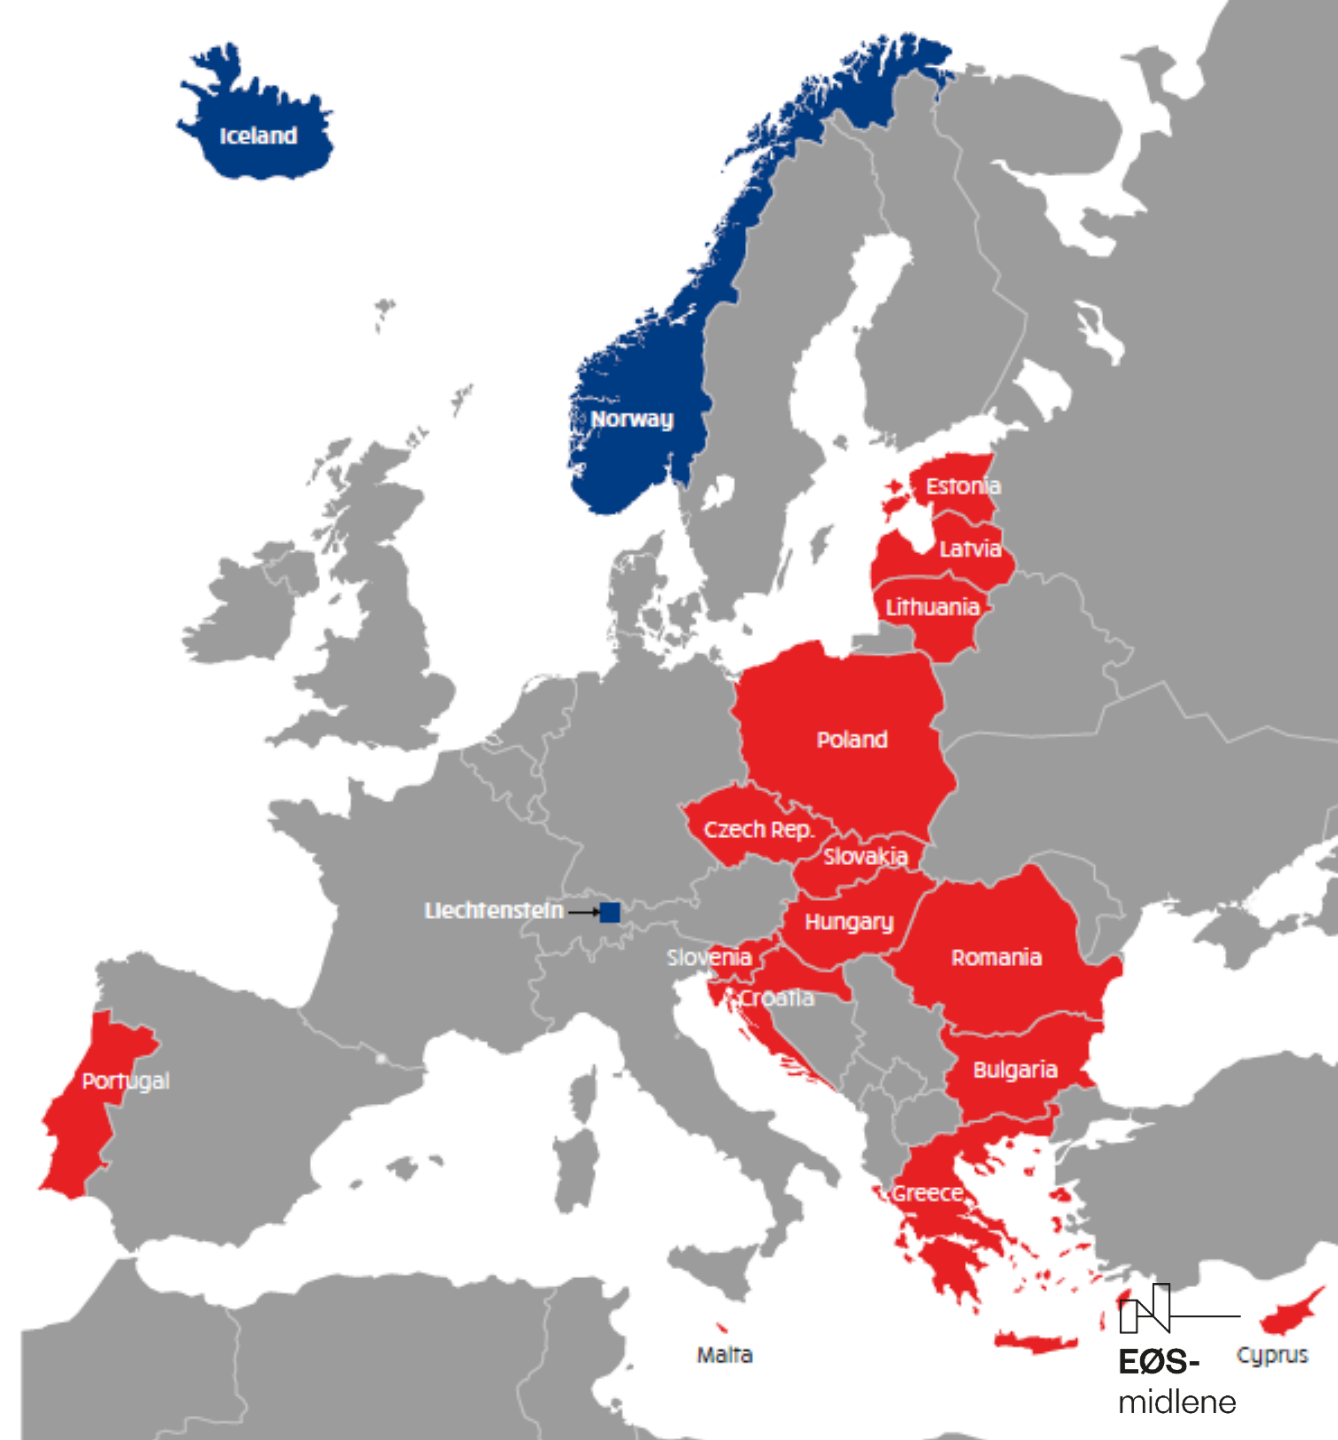 Iceland
Norway
Estonia
Latvia
Lithuania
Poland
Czech Rep.
Slovakia
Liechtenstein
Hungary
Slovenia
Romania
Croatia
Bulgaria
Portugal
Greece
Malta
Cyprus
EØS-
midlene